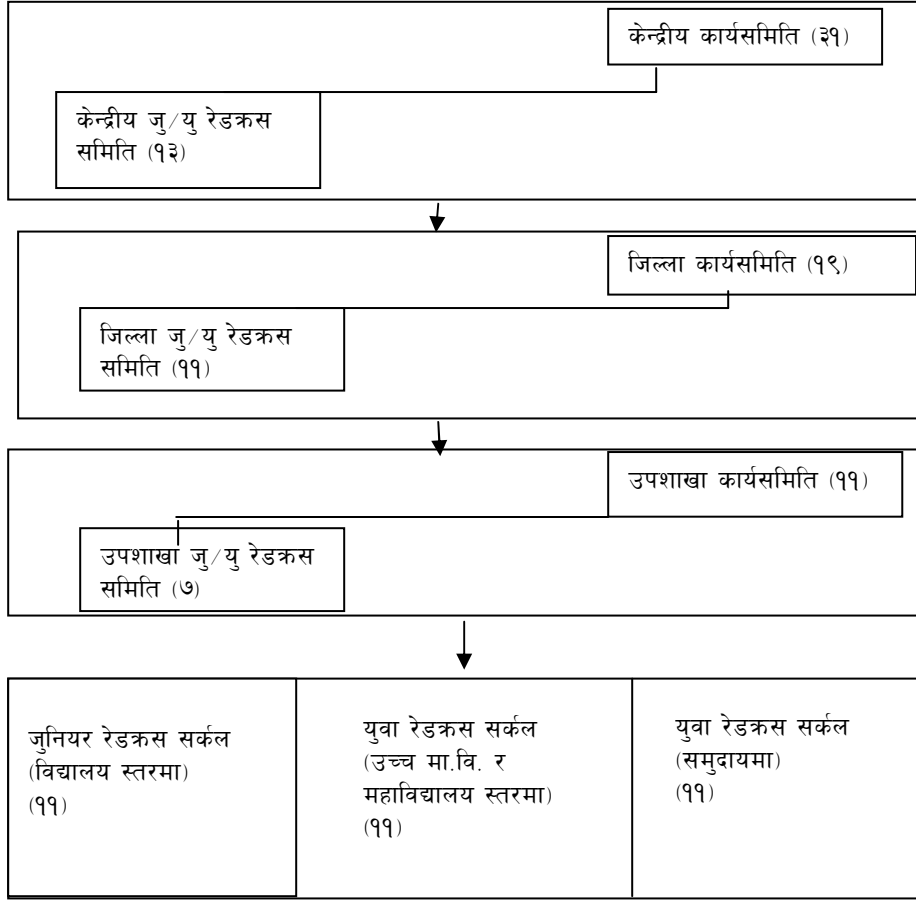 केन्द्रीय कार्यसमिति (३१)
केन्द्रीय जु/यु रेडक्रस
समिति (१३)
जिल्ला कार्यसमिति (१९)
जिल्ला जु/यु रेडक्रस
समिति (११)
उपशाखा कार्यसमिति (११)
उपशाखा जु/यु रेडक्रस
समिति (७)
जुनियर रेडक्रस सर्कल
(विद्यालय स्तरमा)
(११)
युवा रेडक्रस सर्कल
(उच्च मा.वि. र
महाविद्यालय स्तरमा)
(११)
युवा रेडक्रस सर्कल
(समुदायमा)
(११)